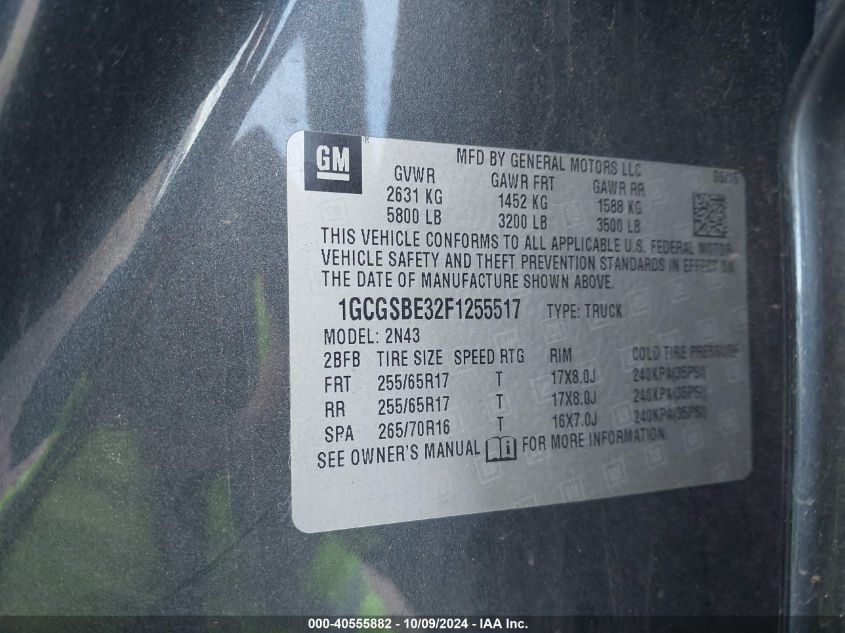 GM
MFD BY GENERAL MOTORS LLC
GVWR GAWR FRT GAWR RR
2631 KG 1452 KG 1588 KG
5800 LB 3200 LB 3500 LB
THIS VEHICLE CONFORMS TO ALL APPLICABLE U.S. FEDERAL MOTOR
VEHICLE SAFETY AND THEFT PREVENTION STANDARDS IN EFFECT ON
THE DATE OF MANUFACTURE SHOWN ABOVE.
1GCGSBE32F1255517 TYPE: TRUCK
MODEL: 2N43
2BFB TIRE SIZE SPEED RTG RIM COLD TIRE PRESSURE
FRT 255/65R17 T 17X8.0J 240KPA(35PSI)
RR 255/65R17 T 17X8.0J 240KPA(35PSI)
SPA 265/70R16 T 16X7.0J 240KPA(35PSI)
SEE OWNER'S MANUAL FOR MORE INFORMATION.
000-40555882 - 10/09/2024 - IAA Inc.